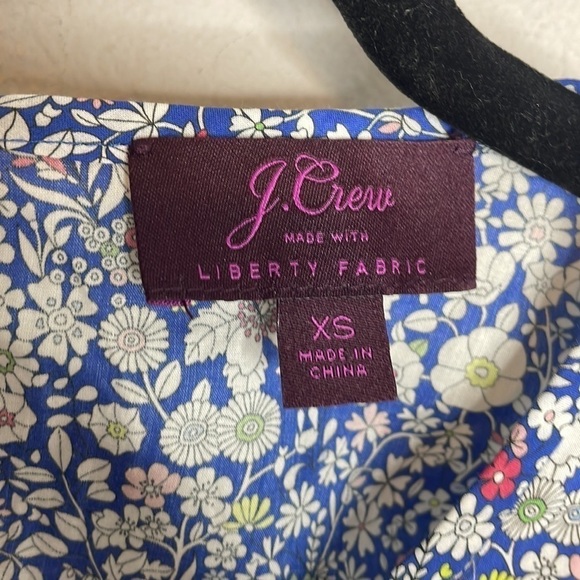 J.Crew
MADE WITH
LIBERTY FABRIC
XS
MADE IN
CHINA